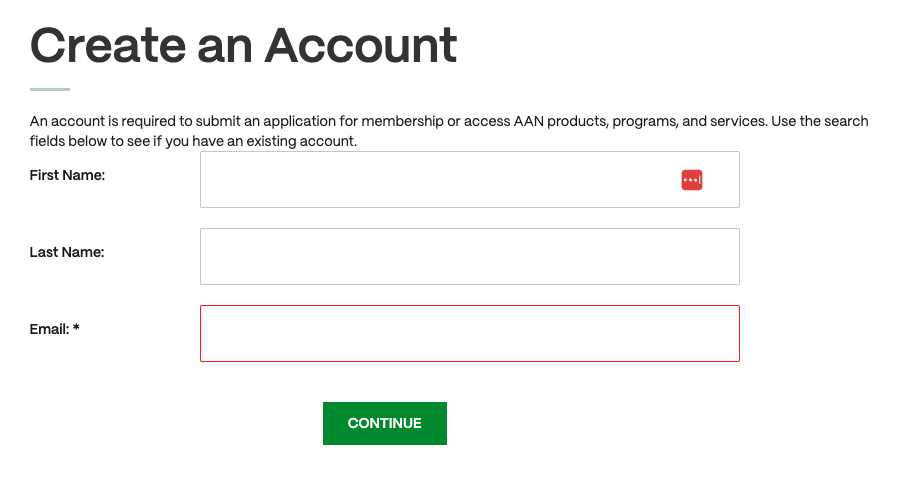 Create an Account
An account is required to submit an application for membership or access AAN products, programs, and services. Use the search
fields below to see if you have an existing account.
First Name:
Last Name:
Email: *
CONTINUE